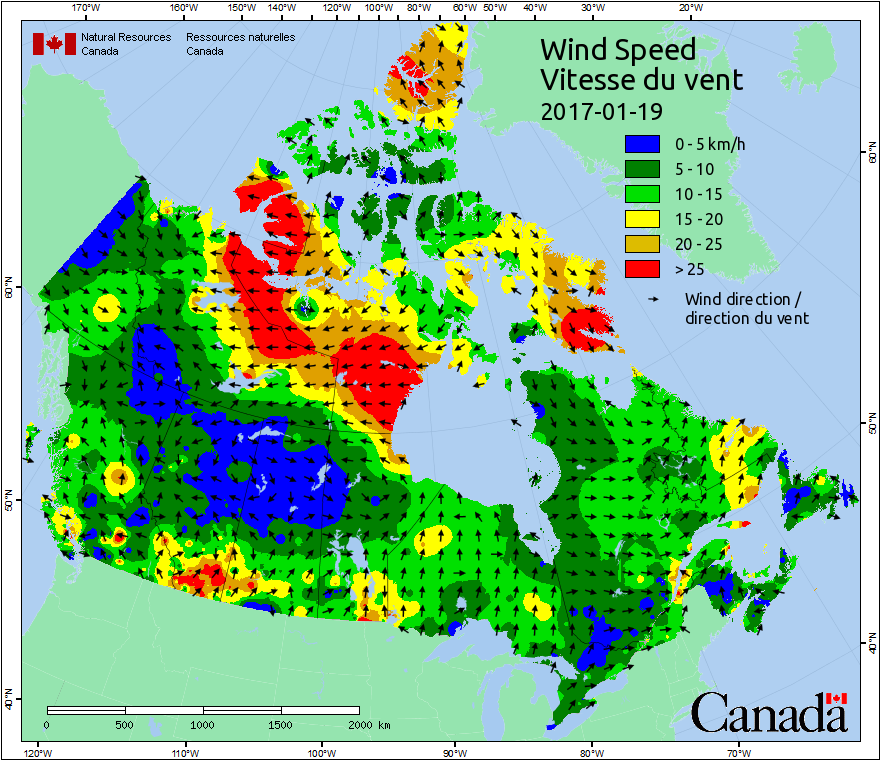 170°W 160°W 150°W 140°W 130°W 120°W 110°W 100°W 90°W 80°W 70°W 60°W 50°W 40°W 30°W 20°W
Natural Resources Canada
Ressources naturelles Canada
Wind Speed
Vitesse du vent
2017-01-19
0 - 5 km/h
5 - 10
10 - 15
15 - 20
20 - 25
> 25
Wind direction /
direction du vent
60°N
60°N
50°N
50°N
40°N
40°N
0 500 1000 1500 2000 km
Canada
120°W 110°W 100°W 90°W 80°W 70°W